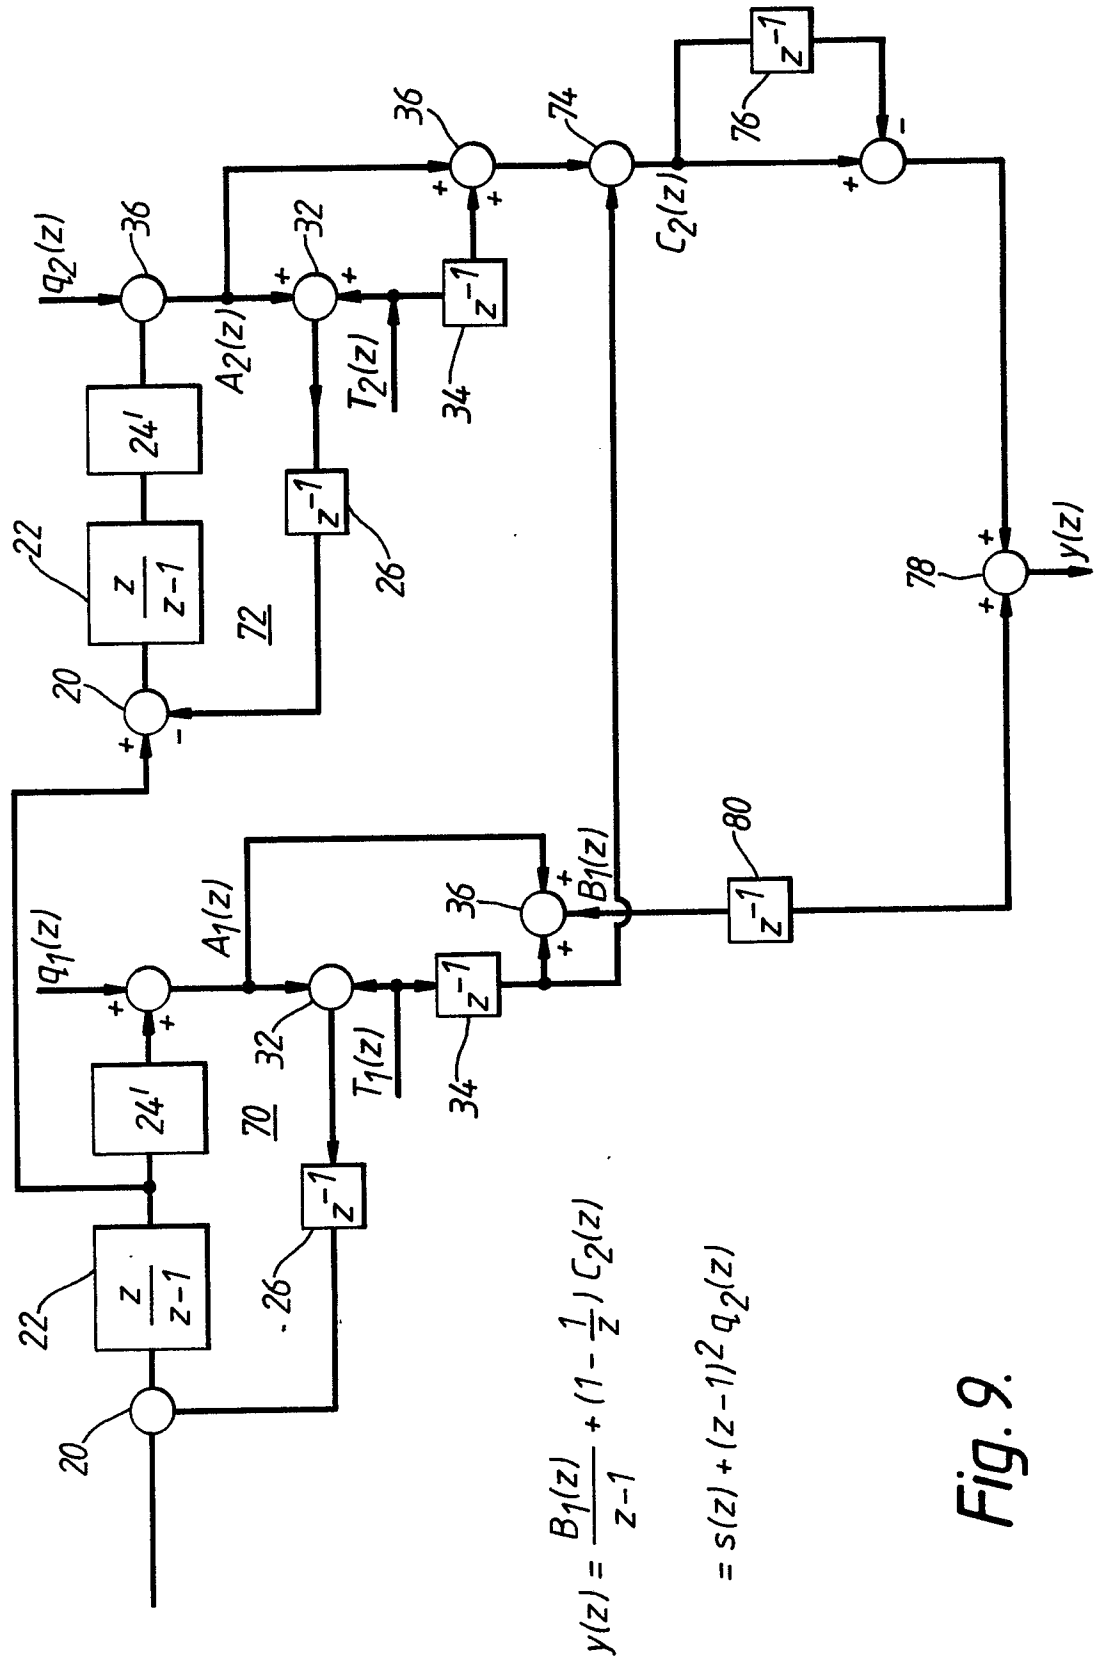 20
22
z
z-1
24'
q1(z)
+
+
A1(z)
20
+
-
22
z
z-1
24'
q2(z)
36
A2(z)
26
z-1
70
32
T1(z)
34
z-1
36
+
+
B1(z)
72
z-1
26
32
+
+
T2(z)
34
z-1
36
+
+
74
C2(z)
76
z-1
+
-
80
z-1
78
+
+
y(z)
y(z) = B1(z)/z-1 + (1 - 1/z) C2(z)
= s(z) + (z-1)² q2(z)
Fig. 9.